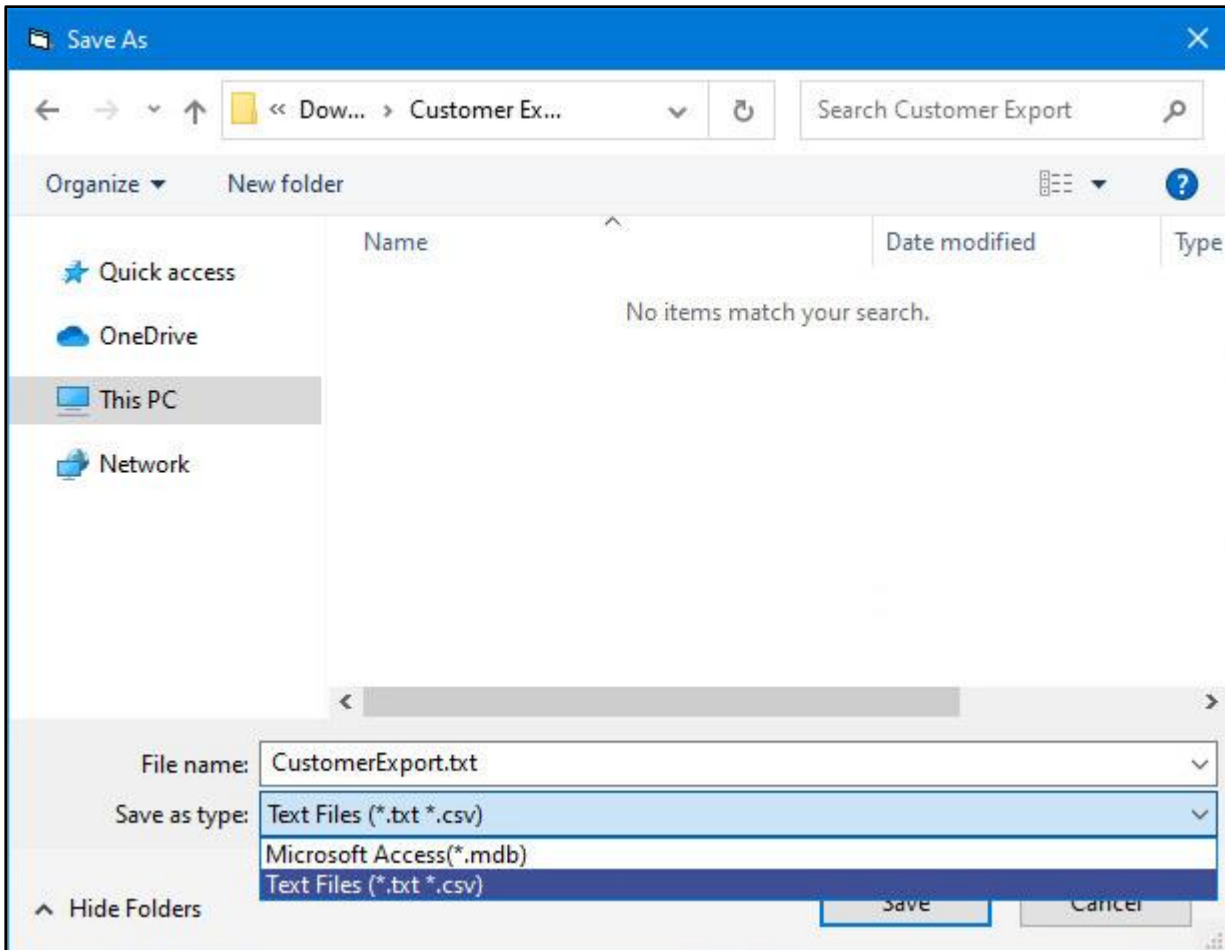 Save As
« Dow... › Customer Ex...
Search Customer Export
Organize
New folder
?
Name
Date modified
Type
Quick access
No items match your search.
OneDrive
This PC
Network
File name: CustomerExport.txt
Save as type: Text Files (*.txt *.csv)
Microsoft Access(*.mdb)
Text Files (*.txt *.csv)
Hide Folders
Save
Cancel